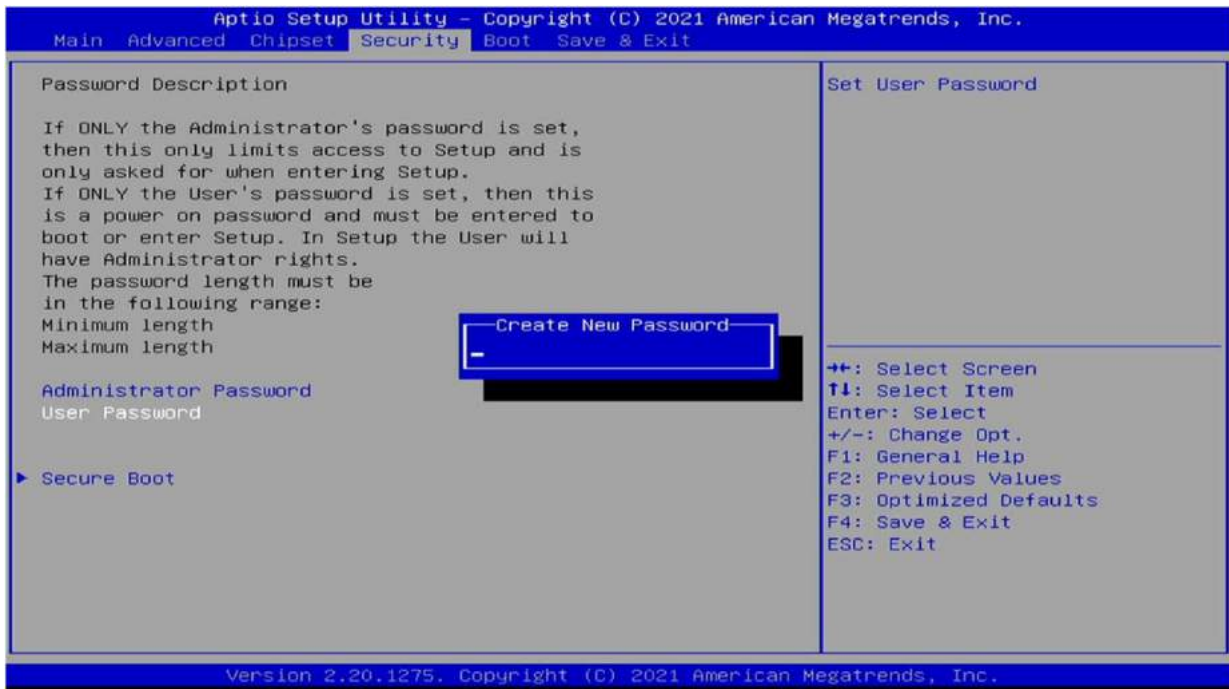 Aptio Setup Utility – Copyright (C) 2021 American Megatrends, Inc.
Main Advanced Chipset Security Boot Save & Exit
Password Description
If ONLY the Administrator's password is set,
then this only limits access to Setup and is
only asked for when entering Setup.
If ONLY the User's password is set, then this
is a power on password and must be entered to
boot or enter Setup. In Setup the User will
have Administrator rights.
The password length must be
in the following range:
Minimum length
Maximum length
Administrator Password
User Password
▶ Secure Boot
Create New Password
Set User Password
→←: Select Screen
↑↓: Select Item
Enter: Select
+/-: Change Opt.
F1: General Help
F2: Previous Values
F3: Optimized Defaults
F4: Save & Exit
ESC: Exit
Version 2.20.1275. Copyright (C) 2021 American Megatrends, Inc.